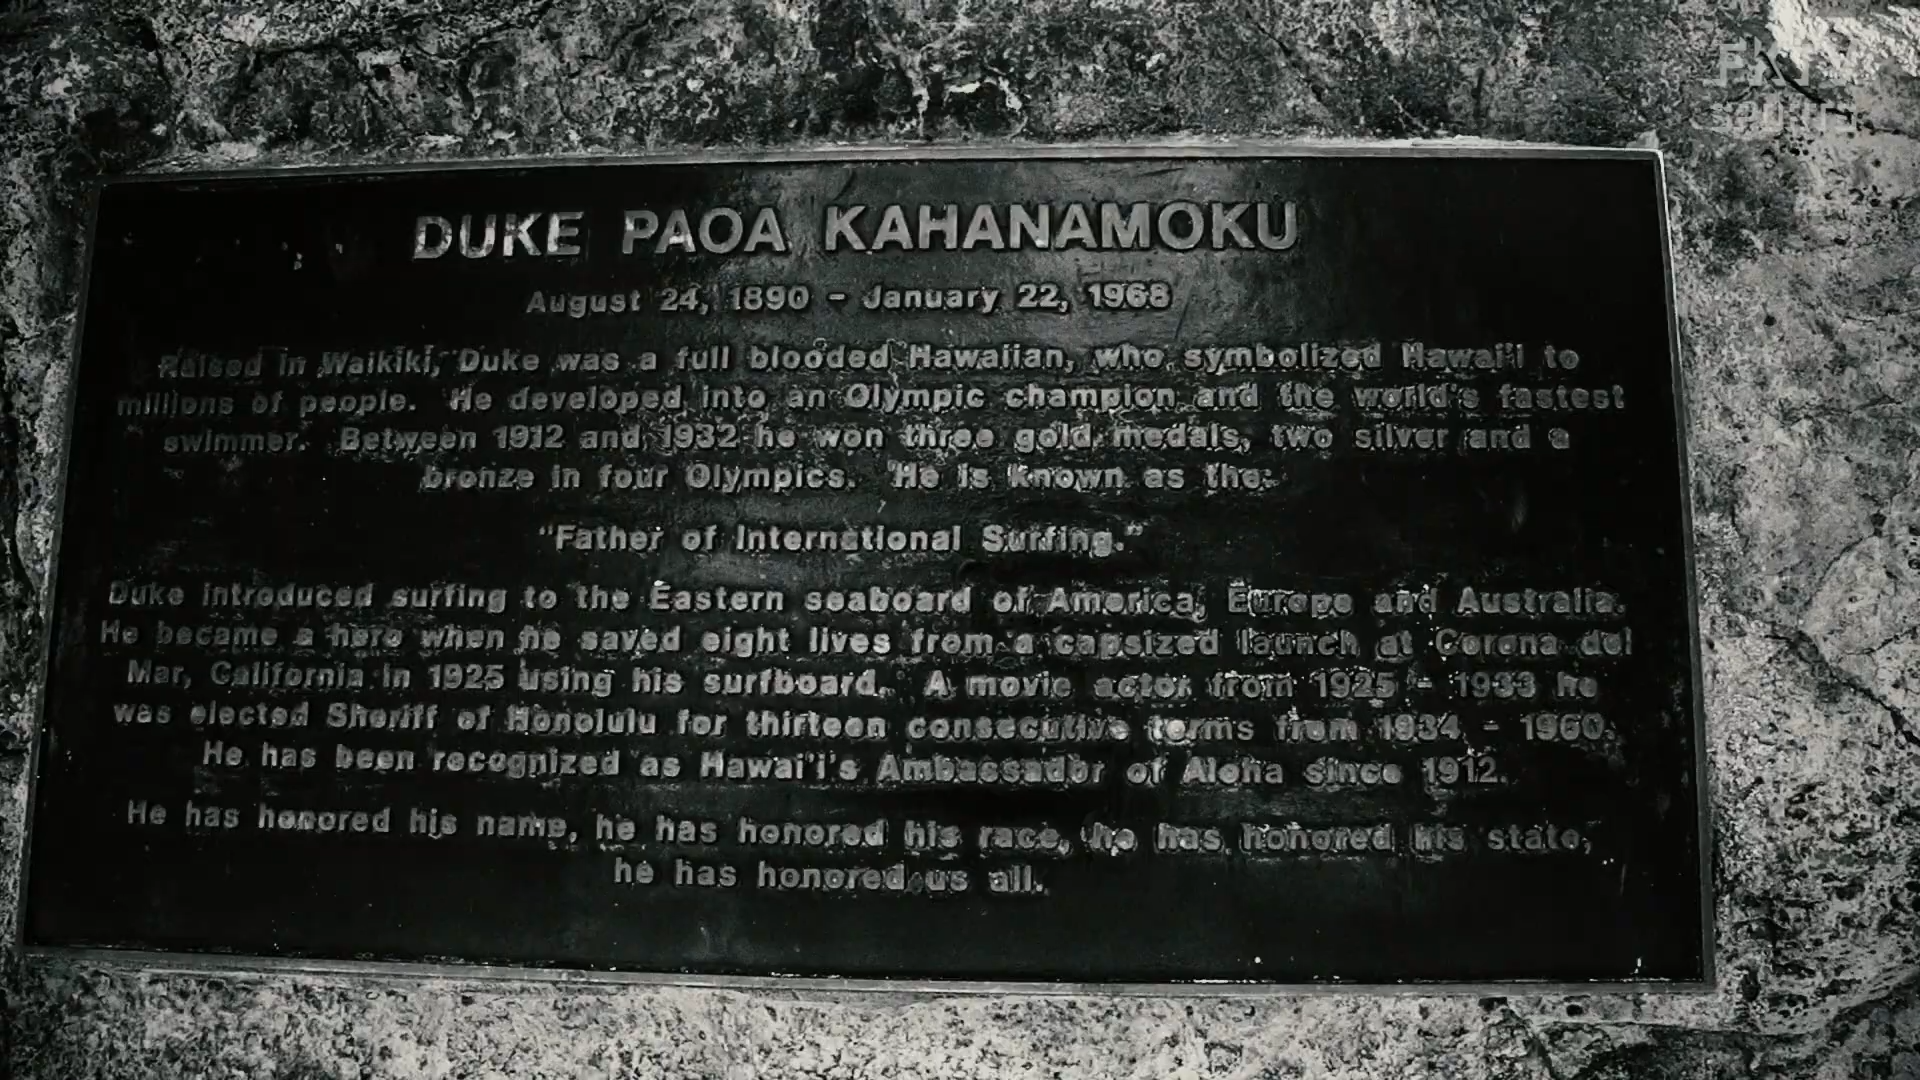 FKTV
SPORTS
DUKE PAOA KAHANAMOKU
August 24, 1890 - January 22, 1968
Raised in Waikiki, Duke was a full blooded Hawaiian, who symbolized Hawai'i to
millions of people. He developed into an Olympic champion and the world's fastest
swimmer. Between 1912 and 1932 he won three gold medals, two silver and a
bronze in four Olympics. He is known as the:
"Father of International Surfing."
Duke introduced surfing to the Eastern seaboard of America, Europe and Australia.
He became a hero when he saved eight lives from a capsized launch at Corona del
Mar, California in 1925 using his surfboard. A movie actor from 1925 - 1933 he
was elected Sheriff of Honolulu for thirteen consecutive terms from 1934 - 1960.
He has been recognized as Hawai'i's Ambassador of Aloha since 1912.
He has honored his name, he has honored his race, he has honored his state,
he has honored us all.